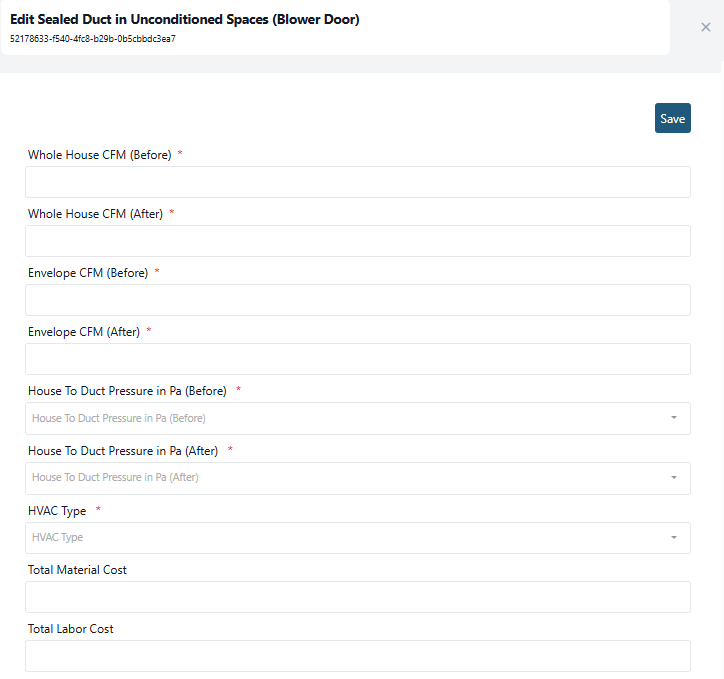 Edit Sealed Duct in Unconditioned Spaces (Blower Door)
52178633-f540-4fc8-b29b-0b5cbbdc3ea7
Save
Whole House CFM (Before) *
Whole House CFM (After) *
Envelope CFM (Before) *
Envelope CFM (After) *
House To Duct Pressure in Pa (Before) *
House To Duct Pressure in Pa (Before)
House To Duct Pressure in Pa (After) *
House To Duct Pressure in Pa (After)
HVAC Type *
HVAC Type
Total Material Cost
Total Labor Cost